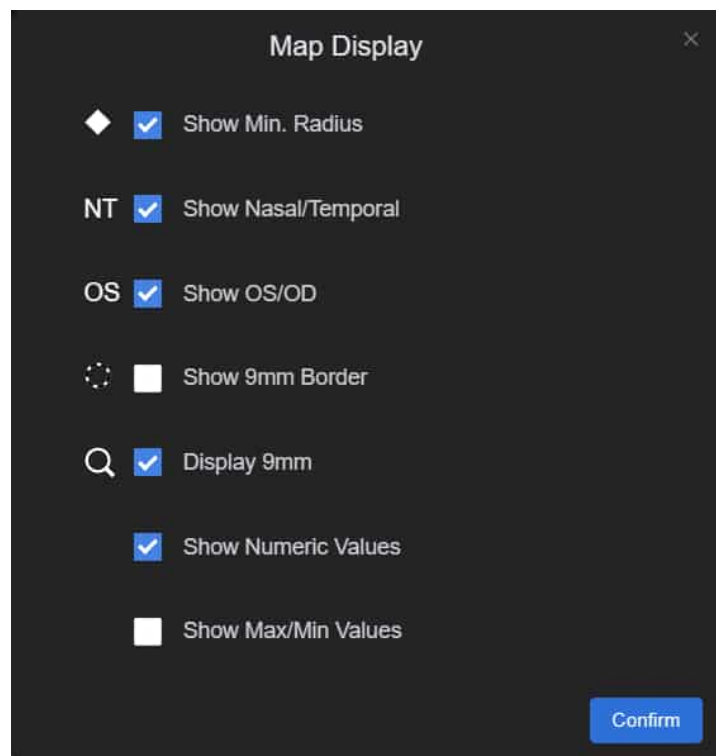 Map Display
Show Min. Radius
NT Show Nasal/Temporal
OS Show OS/OD
Show 9mm Border
Display 9mm
Show Numeric Values
Show Max/Min Values
Confirm